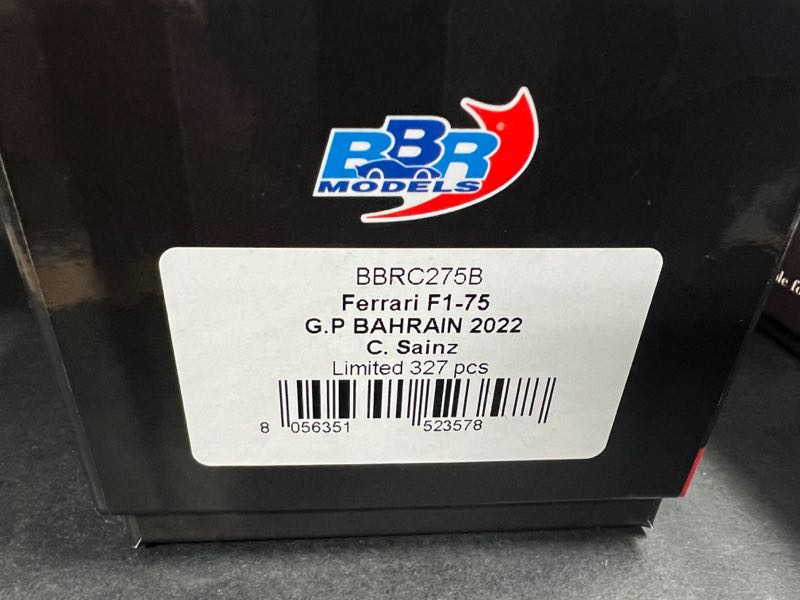 BBR
MODELS
BBRC275B
Ferrari F1-75
G.P BAHRAIN 2022
C. Sainz
Limited 327 pcs
8 056351 523578